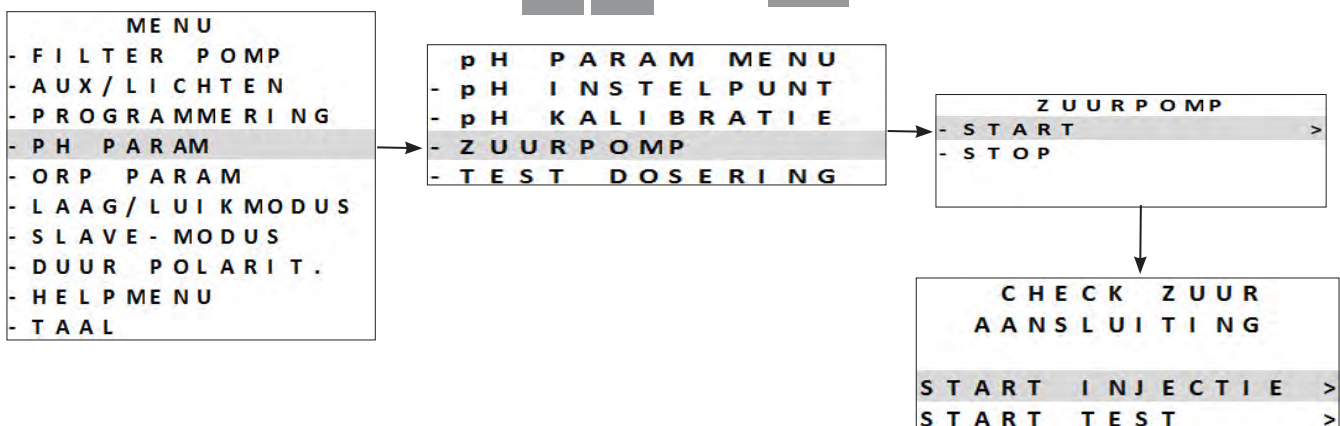 MENU
- FILTER POMP
- AUX/LICHTEN
- PROGRAMMERING
- PH PARAM
- ORP PARAM
- LAAG/LUIKMODUS
- SLAVE-MODUS
- DUUR POLARIT.
- HELPMENU
- TAAL
pH PARAM MENU
- pH INSTELPUNT
- pH KALIBRATIE
- ZUURPOMP
- TEST DOSERING
ZUURPOMP
- START >
- STOP
CHECK ZUUR
AANSLUITING
START INJECTIE >
START TEST >